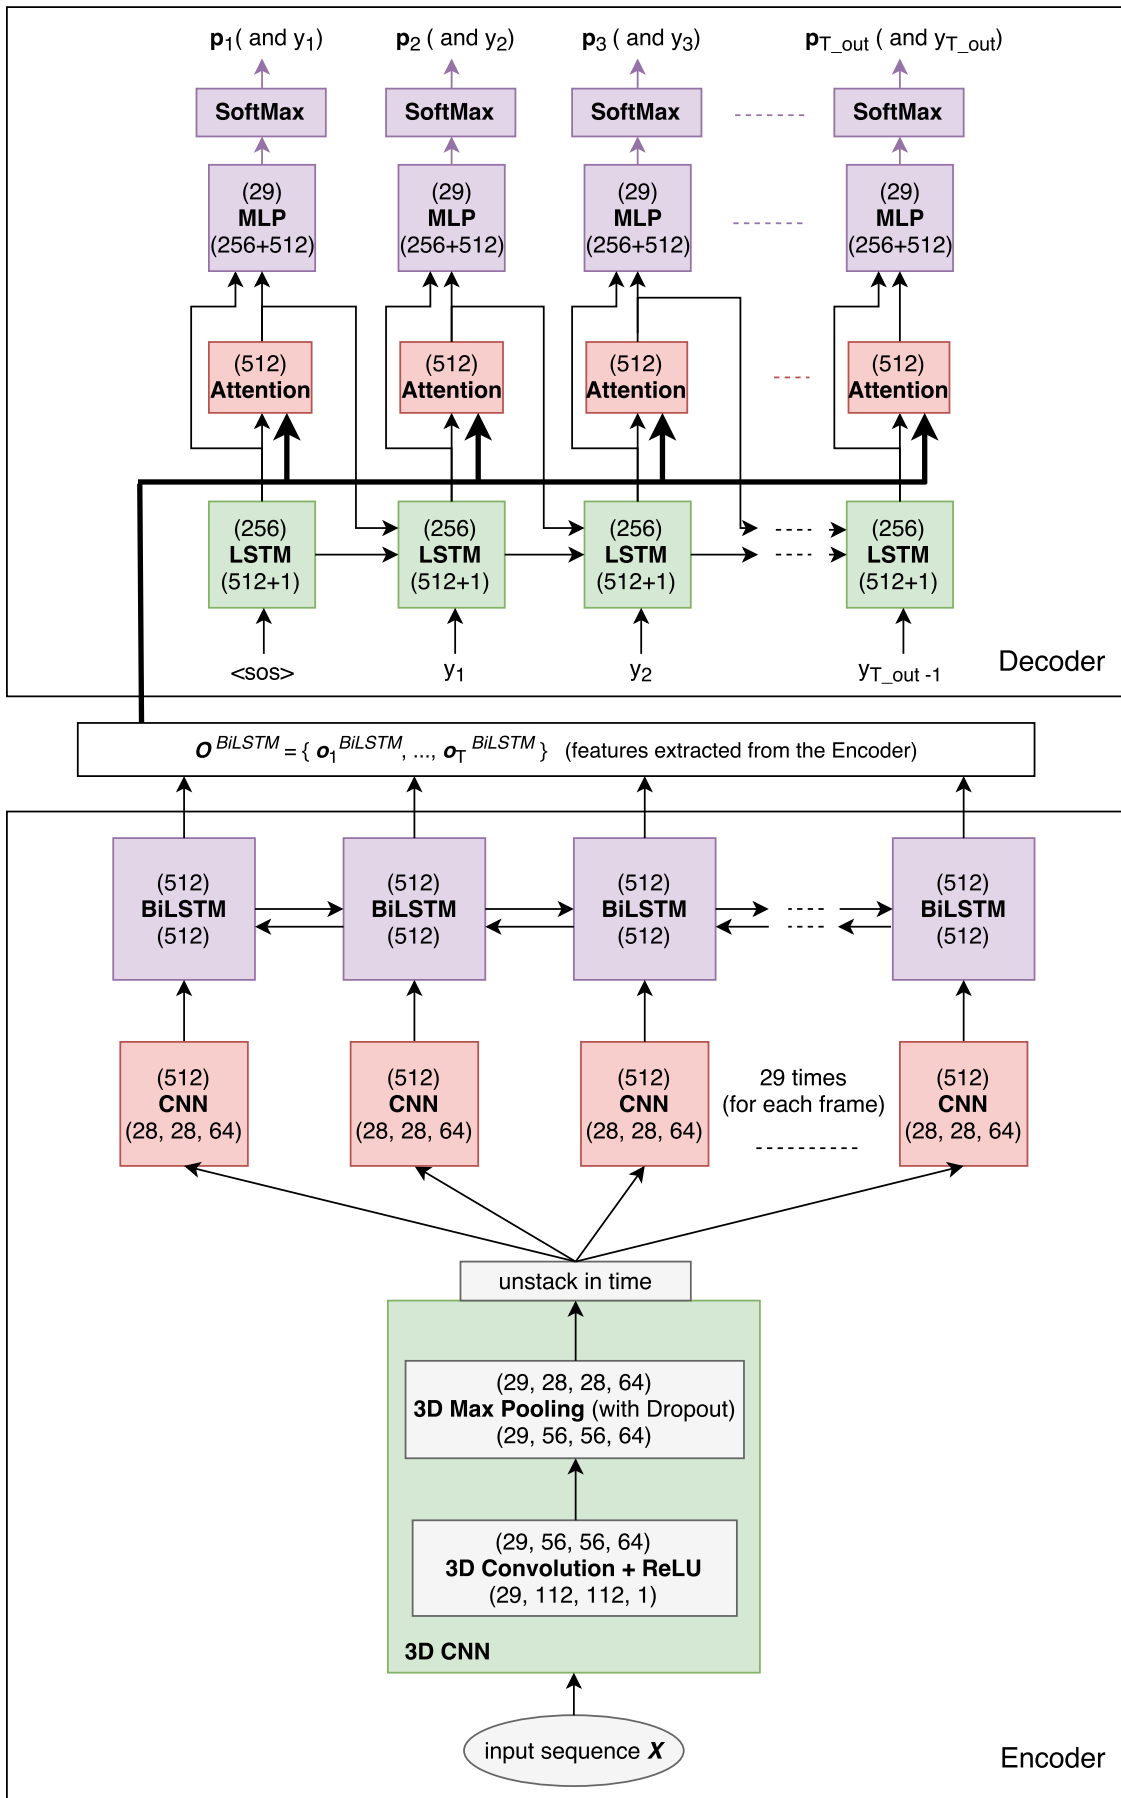 p1( and y1) p2 ( and y2) p3 ( and y3) pT_out ( and yT_out)
SoftMax SoftMax SoftMax SoftMax
(29) (29) (29) (29)
MLP MLP MLP MLP
(256+512) (256+512) (256+512) (256+512)
(512) (512) (512) (512)
Attention Attention Attention Attention
(256) (256) (256) (256)
LSTM LSTM LSTM LSTM
(512+1) (512+1) (512+1) (512+1)
<sos> y1 y2 yT_out -1
Decoder
O BiLSTM = { o1 BiLSTM, ..., oT BiLSTM } (features extracted from the Encoder)
(512) (512) (512) (512)
BiLSTM BiLSTM BiLSTM BiLSTM
(512) (512) (512) (512)
(512) (512) (512) 29 times (512)
CNN CNN CNN (for each frame) CNN
(28, 28, 64) (28, 28, 64) (28, 28, 64) (28, 28, 64)
unstack in time
(29, 28, 28, 64)
3D Max Pooling (with Dropout)
(29, 56, 56, 64)
(29, 56, 56, 64)
3D Convolution + ReLU
(29, 112, 112, 1)
3D CNN
input sequence X
Encoder